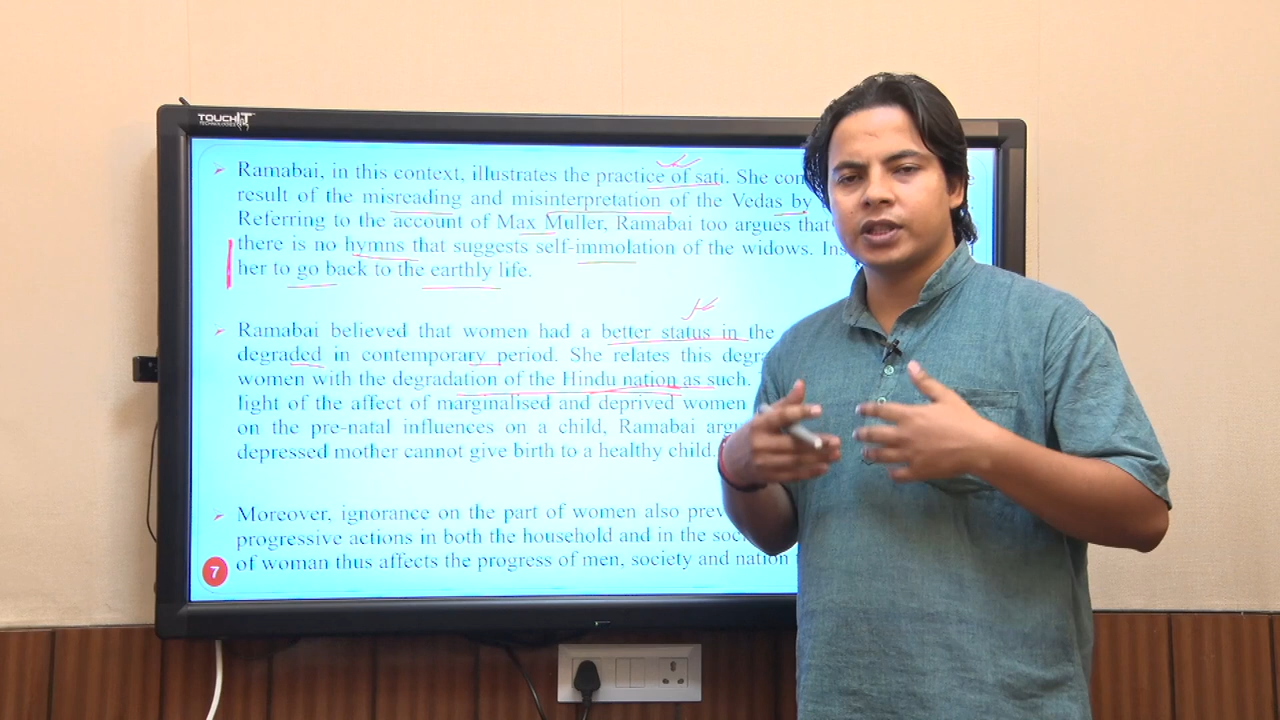 TOUCHIT
TECHNOLOGIES
Ramabai, in this context, illustrates the practice of sati. She
result of the misreading and misinterpretation of the Vedas by
Referring to the account of Max Muller, Ramabai too argues that
there is no hymns that suggests self-immolation of the widows.
her to go back to the earthly life.
Ramabai believed that women had a better status in the
degraded in contemporary period. She relates this
women with the degradation of the Hindu nation as such.
light of the affect of marginalised and deprived women
on the pre-natal influences on a child, Ramabai
depressed mother cannot give birth to a healthy child.
Moreover, ignorance on the part of women also
progressive actions in both the household and in the
of woman thus affects the progress of men, society and nation
7